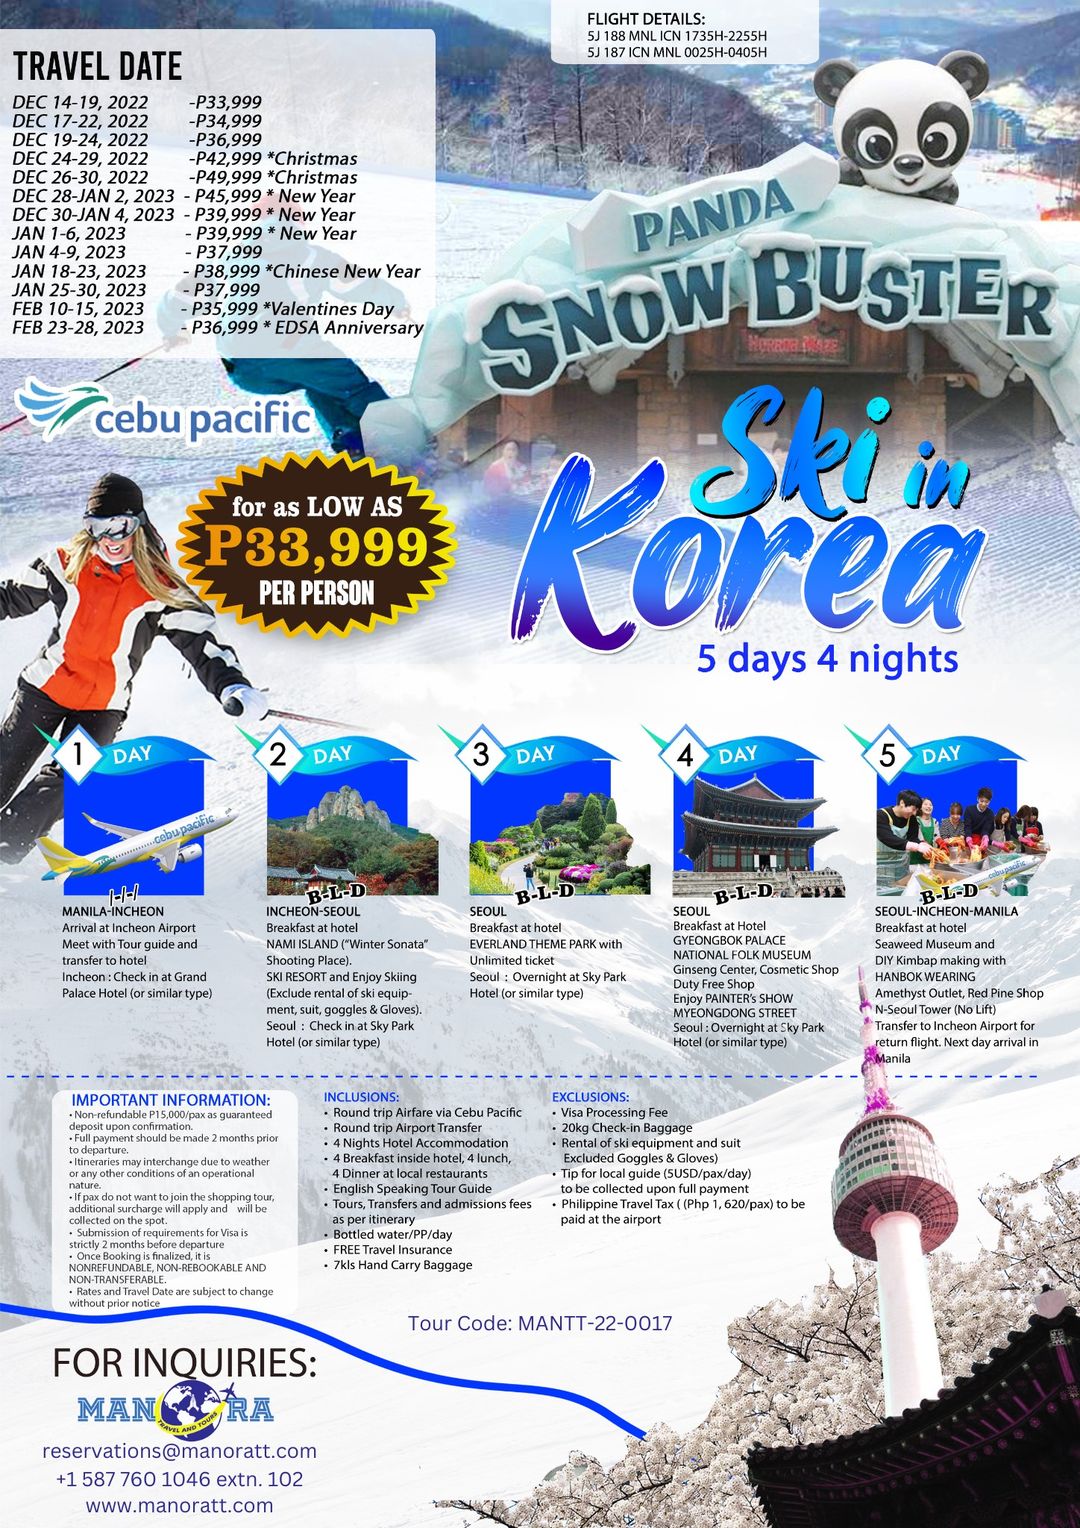 FLIGHT DETAILS:
5J 188 MNL ICN 1735H-2255H
5J 187 ICN MNL 0025H-0405H
TRAVEL DATE
DEC 14-19, 2022 -P33,999
DEC 17-22, 2022 -P34,999
DEC 19-24, 2022 -P36,999
DEC 24-29, 2022 -P42,999 *Christmas
DEC 26-30, 2022 -P49,999 *Christmas
DEC 28-JAN 2, 2023 - P45,999 * New Year
DEC 30-JAN 4, 2023 - P39,999 * New Year
JAN 1-6, 2023 - P39,999 * New Year
JAN 4-9, 2023 - P37,999
JAN 18-23, 2023 - P38,999 *Chinese New Year
JAN 25-30, 2023 - P37,999
FEB 10-15, 2023 - P35,999 *Valentines Day
FEB 23-28, 2023 - P36,999 * EDSA Anniversary
PANDA
SNOW BUSTER
HORROR MAZE
cebu pacific
for as LOW AS
P33,999
PER PERSON
Ski in
Korea
5 days 4 nights
1 DAY
cebu pacific
-/-/-/
MANILA-INCHEON
Arrival at Incheon Airport
Meet with Tour guide and
transfer to hotel
Incheon : Check in at Grand
Palace Hotel (or similar type)
2 DAY
B-L-D
INCHEON-SEOUL
Breakfast at hotel
NAMI ISLAND ("Winter Sonata"
Shooting Place).
SKI RESORT and Enjoy Skiing
(Exclude rental of ski equip-
ment, suit, goggles & Gloves).
Seoul : Check in at Sky Park
Hotel (or similar type)
3 DAY
B-L-D
SEOUL
Breakfast at hotel
EVERLAND THEME PARK with
Unlimited ticket
Seoul : Overnight at Sky Park
Hotel (or similar type)
4 DAY
B-L-D
SEOUL
Breakfast at Hotel
GYEONGBOK PALACE
NATIONAL FOLK MUSEUM
Ginseng Center, Cosmetic Shop
Duty Free Shop
Enjoy PAINTER's SHOW
MYEONGDONG STREET
Seoul : Overnight at Sky Park
Hotel (or similar type)
5 DAY
cebu pacific
B-L-D
SEOUL-INCHEON-MANILA
Breakfast at hotel
Seaweed Museum and
DIY Kimbap making with
HANBOK WEARING
Amethyst Outlet, Red Pine Shop
N-Seoul Tower (No Lift)
Transfer to Incheon Airport for
return flight. Next day arrival in
Manila
IMPORTANT INFORMATION:
• Non-refundable P15,000/pax as guaranteed
deposit upon confirmation.
• Full payment should be made 2 months prior
to departure.
• Itineraries may interchange due to weather
or any other conditions of an operational
nature.
• If pax do not want to join the shopping tour,
additional surcharge will apply and will be
collected on the spot.
• Submission of requirements for Visa is
strictly 2 months before departure
• Once Booking is finalized, it is
NONREFUNDABLE, NON-REBOOKABLE AND
NON-TRANSFERABLE.
• Rates and Travel Date are subject to change
without prior notice
INCLUSIONS:
• Round trip Airfare via Cebu Pacific
• Round trip Airport Transfer
• 4 Nights Hotel Accommodation
• 4 Breakfast inside hotel, 4 lunch,
4 Dinner at local restaurants
• English Speaking Tour Guide
• Tours, Transfers and admissions fees
as per itinerary
• Bottled water/PP/day
• FREE Travel Insurance
• 7kls Hand Carry Baggage
EXCLUSIONS:
• Visa Processing Fee
• 20kg Check-in Baggage
• Rental of ski equipment and suit
Excluded Goggles & Gloves)
• Tip for local guide (5USD/pax/day)
to be collected upon full payment
• Philippine Travel Tax ( (Php 1, 620/pax) to be
paid at the airport
Tour Code: MANTT-22-0017
FOR INQUIRIES:
MANORA
TRAVEL AND TOURS
reservations@manoratt.com
+1 587 760 1046 extn. 102
www.manoratt.com